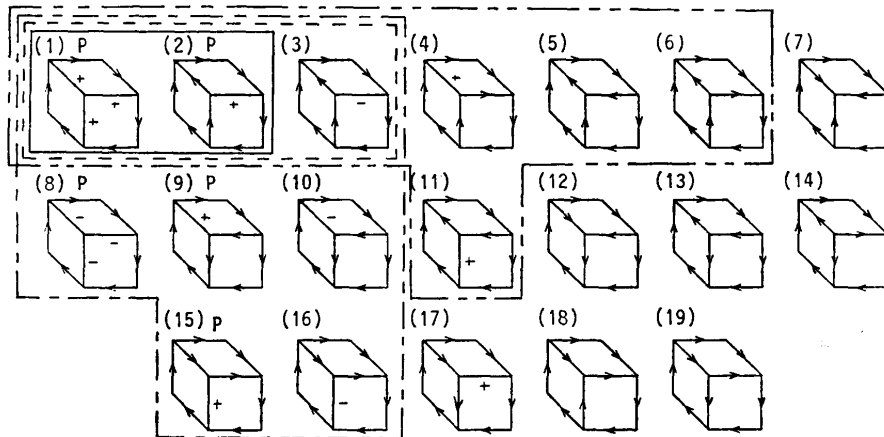 (1) P (2) P (3) (4) (5) (6) (7)
+ + + + + - +
(8) P (9) P (10) (11) (12) (13) (14)
- - - + - +
(15) P (16) (17) (18) (19)
+ - +